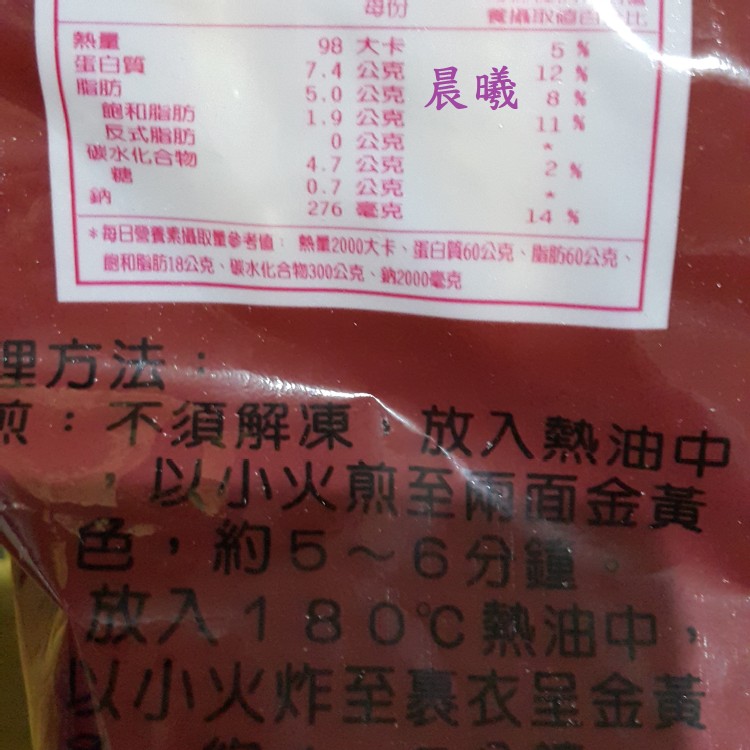 每份
養攝取值百 比
熱量 98 大卡 5 %
蛋白質 7.4 公克 12 %
脂肪 5.0 公克 8 %
飽和脂肪 1.9 公克 11 %
反式脂肪 0 公克 *
碳水化合物 4.7 公克 2 %
糖 0.7 公克 *
鈉 276 毫克 14 %
晨曦
*每日營養素攝取量參考值：熱量2000大卡、蛋白質60公克、脂肪60公克、
飽和脂肪18公克、碳水化合物300公克、鈉2000毫克
理方法：
煎：不須解凍，放入熱油中
，以小火煎至兩面金黃
色，約5～6分鐘。
放入180℃熱油中，
以小火炸至裹衣呈金黃